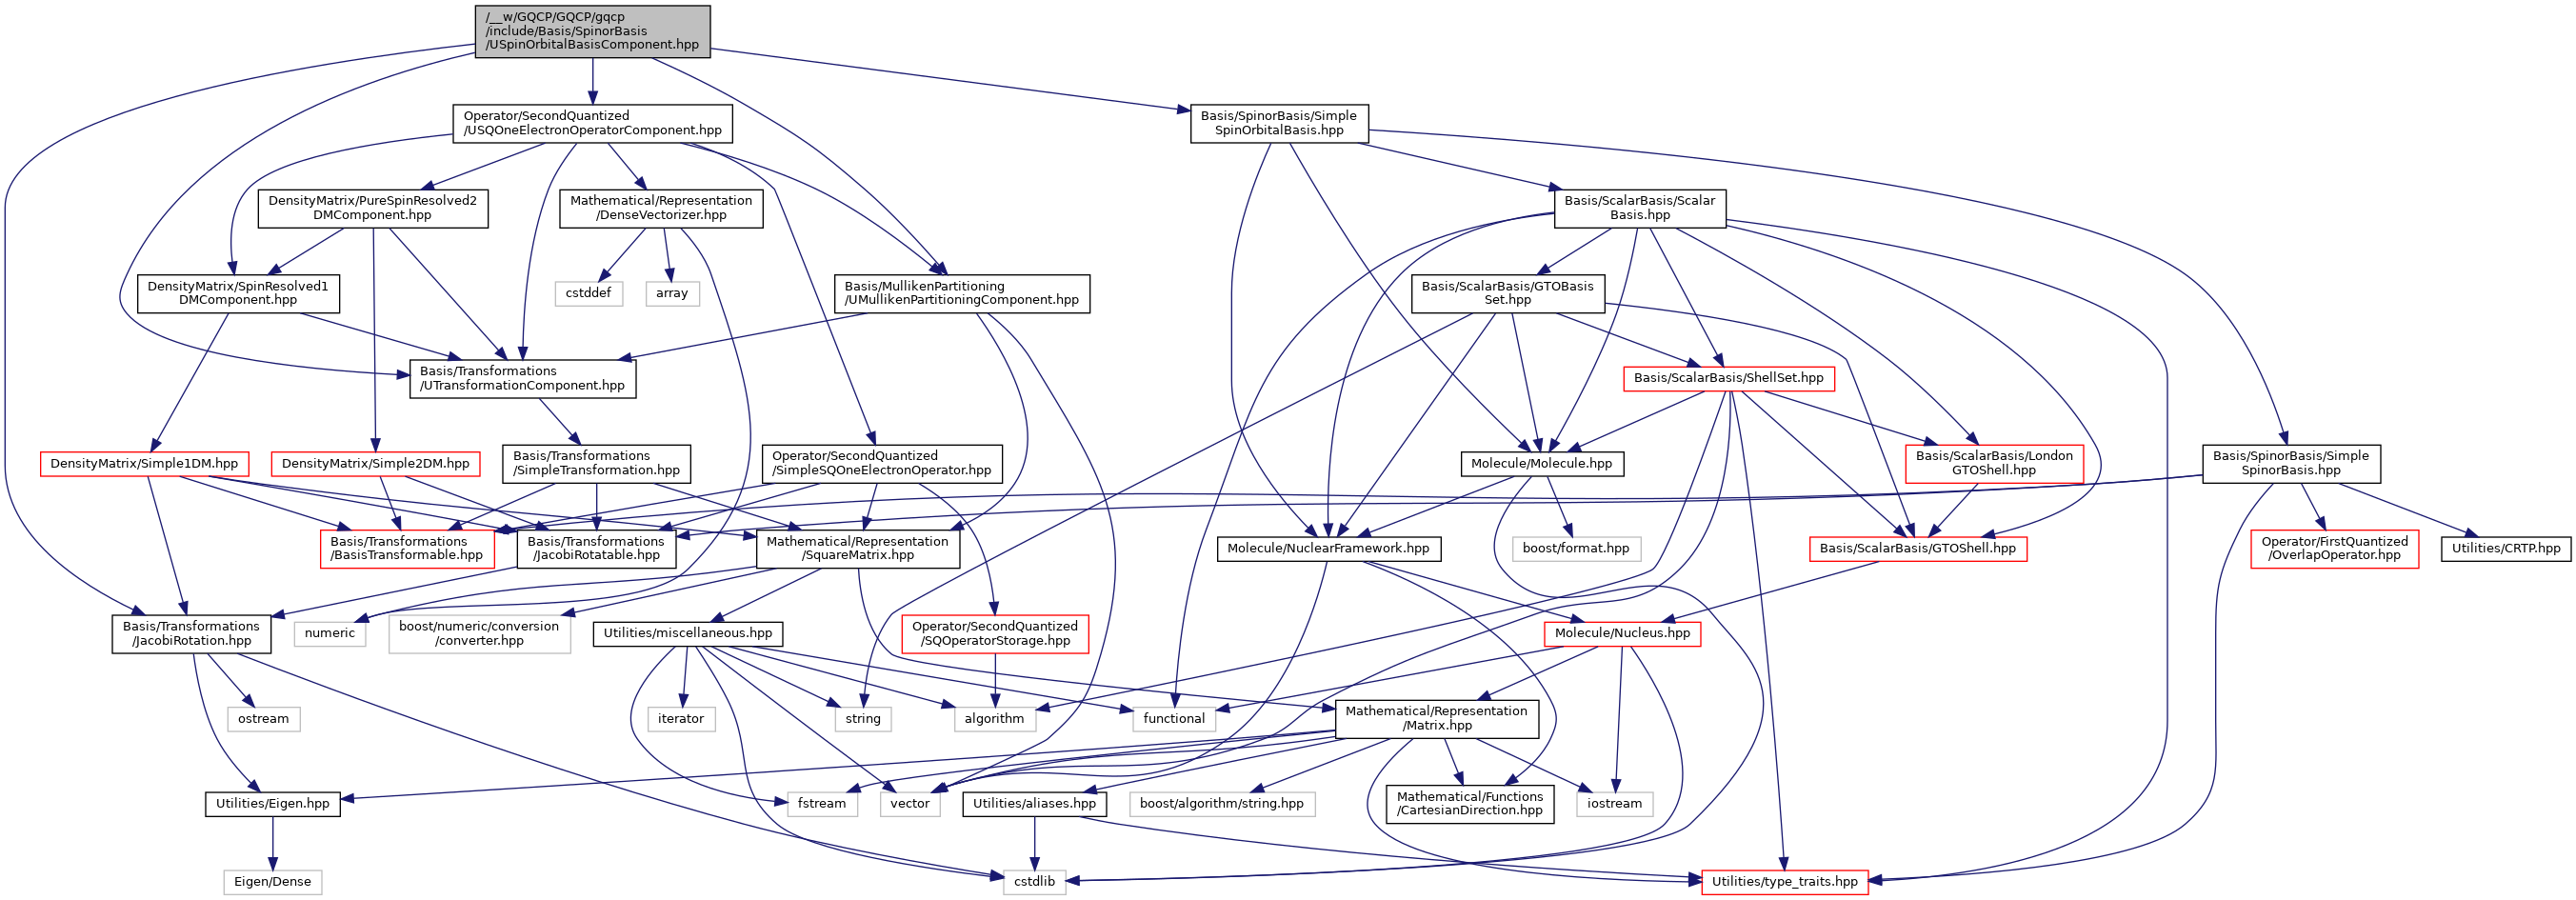 /__w/GQCP/GQCP/gqcp
/include/Basis/SpinorBasis
/USpinOrbitalBasisComponent.hpp
Operator/SecondQuantized
/USQOneElectronOperatorComponent.hpp
Basis/SpinorBasis/Simple
SpinOrbitalBasis.hpp
DensityMatrix/PureSpinResolved2
DMComponent.hpp
Mathematical/Representation
/DenseVectorizer.hpp
Basis/ScalarBasis/Scalar
Basis.hpp
DensityMatrix/SpinResolved1
DMComponent.hpp
cstddef
array
Basis/MullikenPartitioning
/UMullikenPartitioningComponent.hpp
Basis/ScalarBasis/GTOBasis
Set.hpp
Basis/Transformations
/UTransformationComponent.hpp
Basis/ScalarBasis/ShellSet.hpp
DensityMatrix/Simple1DM.hpp
DensityMatrix/Simple2DM.hpp
Basis/Transformations
/SimpleTransformation.hpp
Operator/SecondQuantized
/SimpleSQOneElectronOperator.hpp
Molecule/Molecule.hpp
Basis/ScalarBasis/London
GTOShell.hpp
Basis/SpinorBasis/Simple
SpinorBasis.hpp
Basis/Transformations
/BasisTransformable.hpp
Basis/Transformations
/JacobiRotatable.hpp
Mathematical/Representation
/SquareMatrix.hpp
Molecule/NuclearFramework.hpp
boost/format.hpp
Basis/ScalarBasis/GTOShell.hpp
Operator/FirstQuantized
/OverlapOperator.hpp
Utilities/CRTP.hpp
Basis/Transformations
/JacobiRotation.hpp
numeric
boost/numeric/conversion
/converter.hpp
Utilities/miscellaneous.hpp
Operator/SecondQuantized
/SQOperatorStorage.hpp
Molecule/Nucleus.hpp
ostream
iterator
string
algorithm
functional
Mathematical/Representation
/Matrix.hpp
Utilities/Eigen.hpp
fstream
vector
Utilities/aliases.hpp
boost/algorithm/string.hpp
Mathematical/Functions
/CartesianDirection.hpp
iostream
Eigen/Dense
cstdlib
Utilities/type_traits.hpp